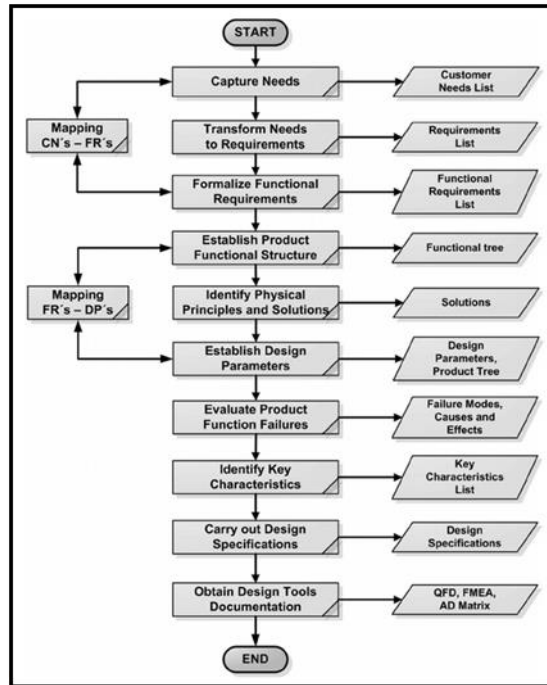 START
Capture Needs
Customer
Needs List
Mapping
CN´s – FR´s
Transform Needs
to Requirements
Requirements
List
Formalize Functional
Requirements
Functional
Requirements
List
Establish Product
Functional Structure
Functional tree
Mapping
FR´s – DP´s
Identify Physical
Principles and Solutions
Solutions
Establish Design
Parameters
Design
Parameters,
Product Tree
Evaluate Product
Function Failures
Failure Modes,
Causes and
Effects
Identify Key
Characteristics
Key
Characteristics
List
Carry out Design
Specifications
Design
Specifications
Obtain Design Tools
Documentation
QFD, FMEA,
AD Matrix
END